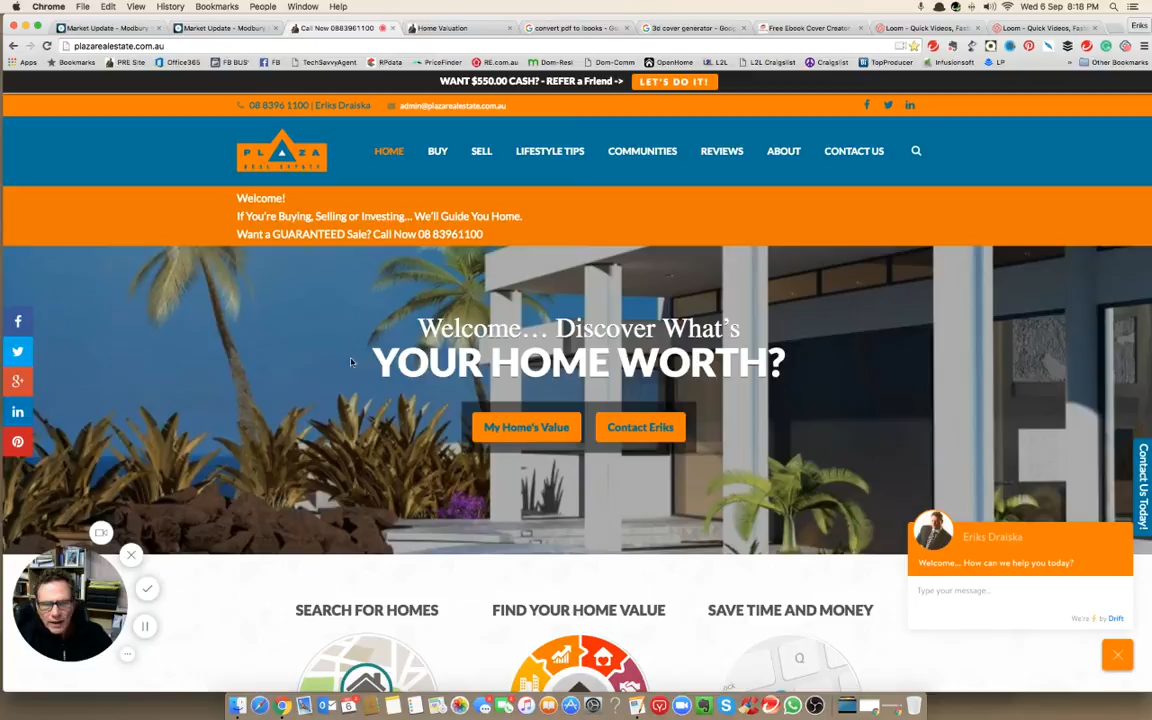 Chrome File Edit View History Bookmarks People Window Help
Wed 6 Sep 8:18 PM
Market Update - Modbury
Market Update - Modbury
Call Now 0883961100
Home Valuation
convert pdf to ibooks - Goog
3d cover generator - Goog
Free Ebook Cover Creator
Loom - Quick Videos, Fast
Loom - Quick Videos, Fast
Eriks
plazarealestate.com.au
Apps Bookmarks PRE Site Office365 FB BUS' FB TechSavvyAgent RPdata PriceFinder RE.com.au Dom-Resi Dom-Comm OpenHome L2L L2L Craigslist Craigslist TopProducer Infusionsoft LP Other Bookmarks
WANT $550.00 CASH? - REFER a Friend -> LET'S DO IT!
08 8396 1100 | Eriks Draiska admin@plazarealestate.com.au
PLAZA
REAL ESTATE
HOME BUY SELL LIFESTYLE TIPS COMMUNITIES REVIEWS ABOUT CONTACT US
Welcome!
If You're Buying, Selling or Investing... We'll Guide You Home.
Want a GUARANTEED Sale? Call Now 08 83961100
Welcome... Discover What's
YOUR HOME WORTH?
My Home's Value
Contact Eriks
Contact Us Today!
Eriks Draiska
Welcome... How can we help you today?
Type your message...
We're by Drift
SEARCH FOR HOMES
FIND YOUR HOME VALUE
SAVE TIME AND MONEY